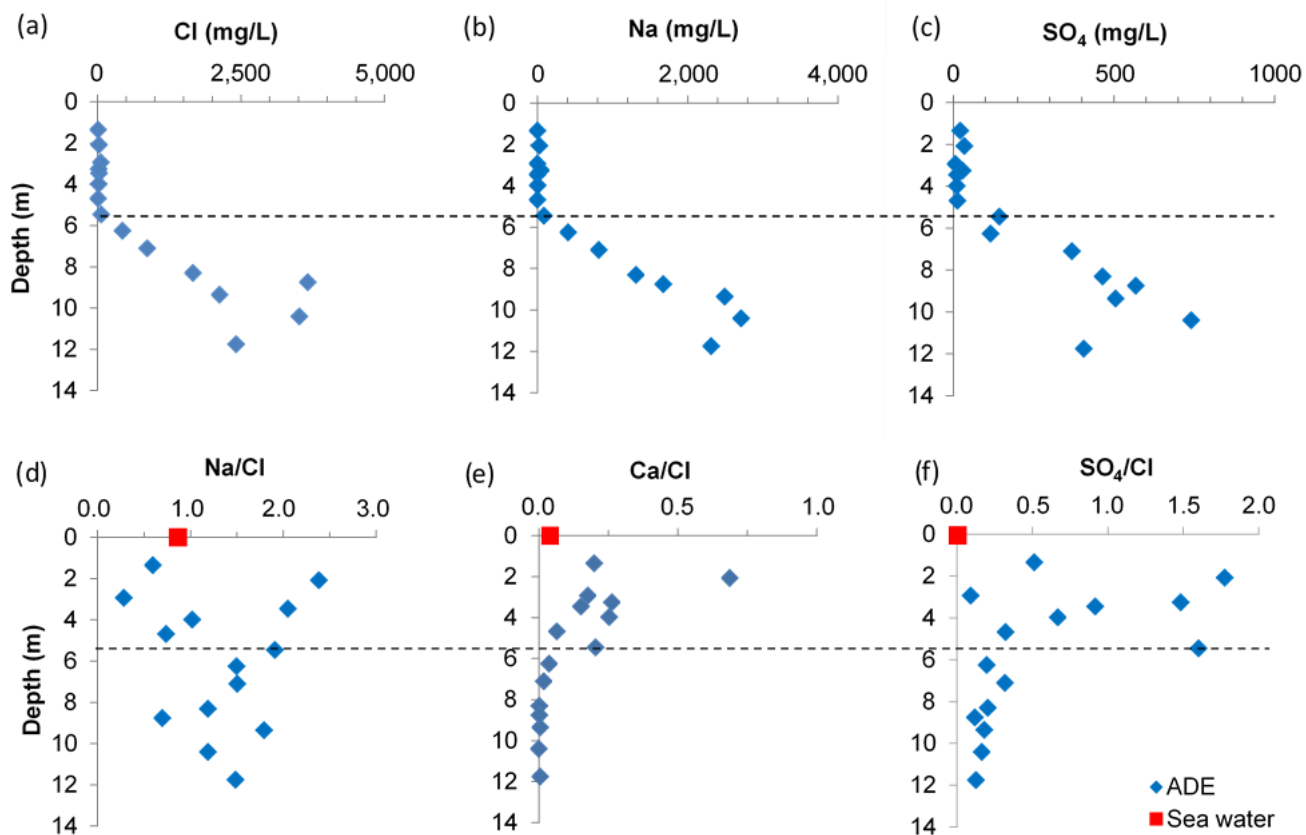 (a) Cl (mg/L) (b) Na (mg/L) (c) SO₄ (mg/L)
0 2,500 5,000 0 2,000 4,000 0 500 1000
0 0 0
2 2 2
4 4 4
6 6 6
8 8 8
10 10 10
12 12 12
14 14 14
Depth (m)
(d) Na/Cl (e) Ca/Cl (f) SO₄/Cl
0.0 1.0 2.0 3.0 0.0 0.5 1.0 0.0 0.5 1.0 1.5 2.0
0 0 0
2 2 2
4 4 4
6 6 6
8 8 8
10 10 10
12 12 12
14 14 14
Depth (m)
ADE
Sea water